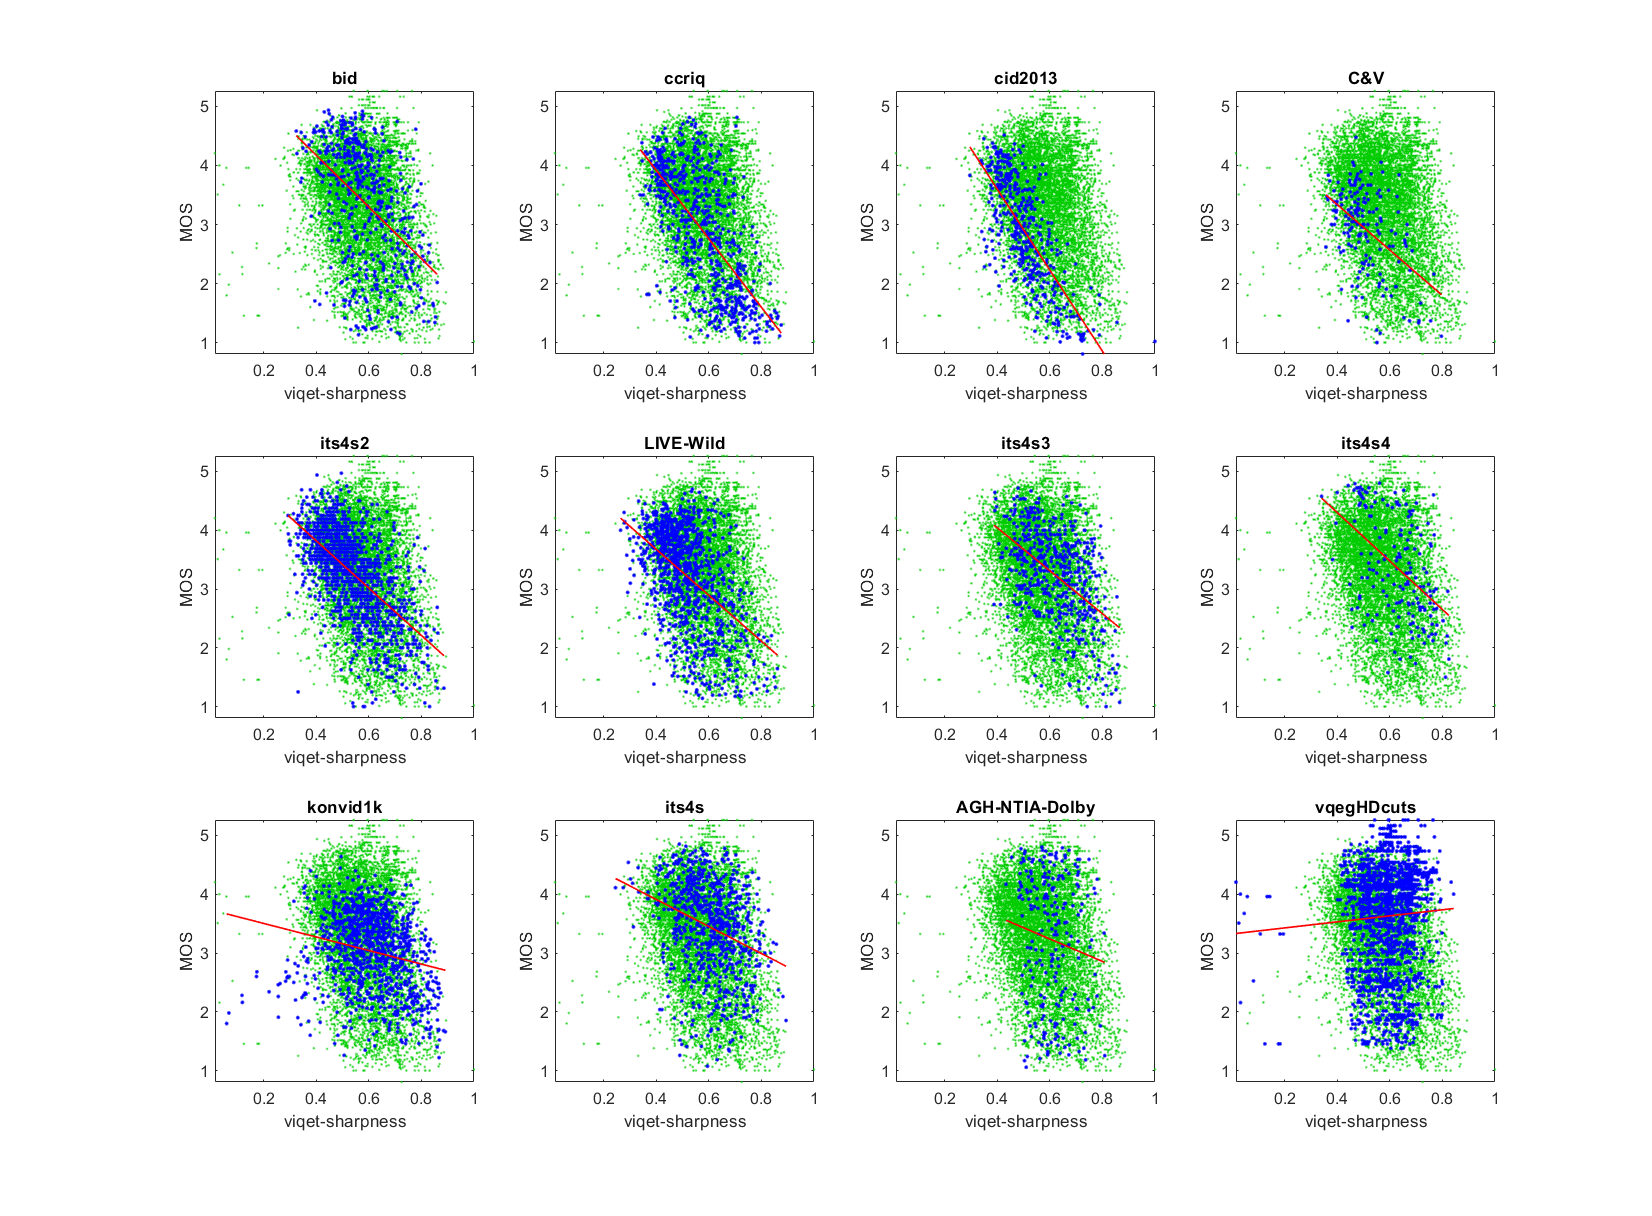 bid ccriq cid2013 C&V
5 5 5 5
4 4 4 4
3 3 3 3
2 2 2 2
1 1 1 1
MOS MOS MOS MOS
0.2 0.4 0.6 0.8 1 0.2 0.4 0.6 0.8 1 0.2 0.4 0.6 0.8 1 0.2 0.4 0.6 0.8 1
viqet-sharpness viqet-sharpness viqet-sharpness viqet-sharpness
its4s2 LIVE-Wild its4s3 its4s4
5 5 5 5
4 4 4 4
3 3 3 3
2 2 2 2
1 1 1 1
MOS MOS MOS MOS
0.2 0.4 0.6 0.8 1 0.2 0.4 0.6 0.8 1 0.2 0.4 0.6 0.8 1 0.2 0.4 0.6 0.8 1
viqet-sharpness viqet-sharpness viqet-sharpness viqet-sharpness
konvid1k its4s AGH-NTIA-Dolby vqegHDcuts
5 5 5 5
4 4 4 4
3 3 3 3
2 2 2 2
1 1 1 1
MOS MOS MOS MOS
0.2 0.4 0.6 0.8 1 0.2 0.4 0.6 0.8 1 0.2 0.4 0.6 0.8 1 0.2 0.4 0.6 0.8 1
viqet-sharpness viqet-sharpness viqet-sharpness viqet-sharpness